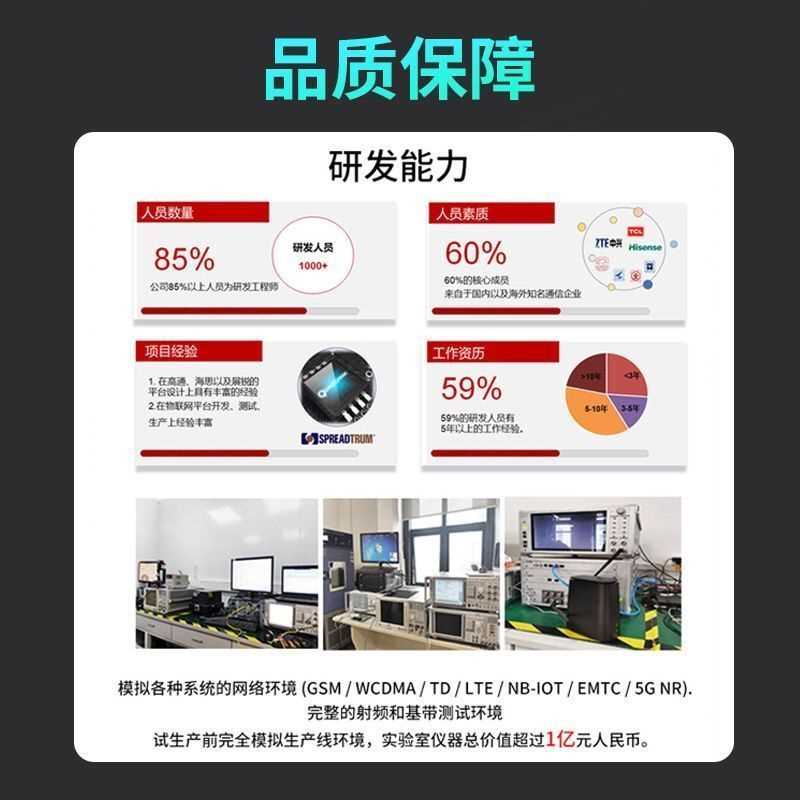 品质保障
研发能力
人员数量
85%
公司85%以上人员为研发工程师
研发人员
1000+
人员素质
60%
60%的核心成员
来自于国内以及海外知名通信企业
ZTE中兴
TCL
Hisense
项目经验
1. 在高通、海思以及展锐的
平台设计上具有丰富的经验
2.在物联网平台开发、测试、
生产上经验丰富
SPREADTRUM
工作资历
59%
59%的研发人员有
5年以上的工作经验。
>10年
<3年
5-10年
3-5年
模拟各种系统的网络环境 (GSM / WCDMA / TD / LTE / NB-IOT / EMTC / 5G NR).
完整的射频和基带测试环境
试生产前完全模拟生产线环境，实验室仪器总价值超过1亿元人民币。